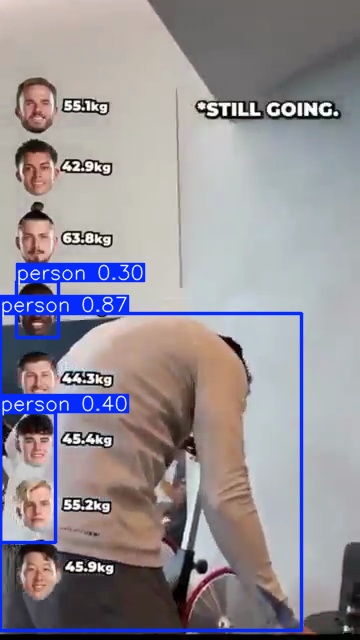 55.1kg
*STILL GOING.
42.9kg
63.8kg
person 0.30
person 0.87
44.3kg
person 0.40
45.4kg
55.2kg
45.9kg